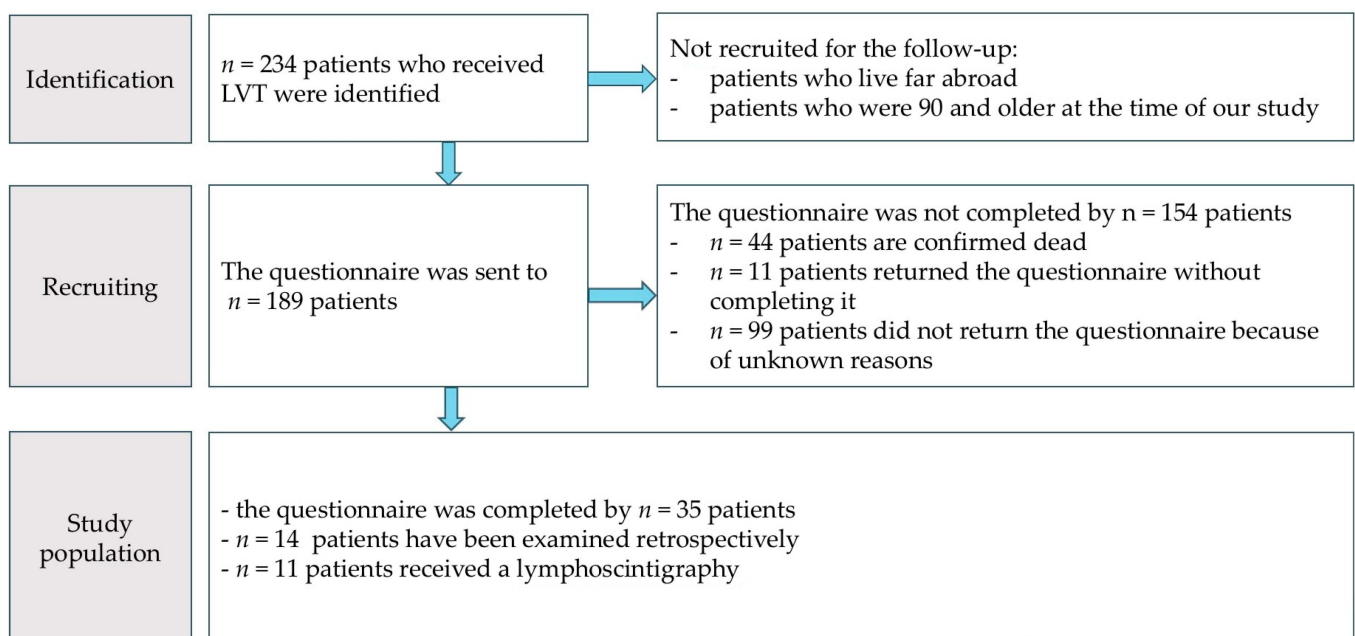 Identification
n = 234 patients who received
LVT were identified
Not recruited for the follow-up:
- patients who live far abroad
- patients who were 90 and older at the time of our study
Recruiting
The questionnaire was sent to
n = 189 patients
The questionnaire was not completed by n = 154 patients
- n = 44 patients are confirmed dead
- n = 11 patients returned the questionnaire without
completing it
- n = 99 patients did not return the questionnaire because
of unknown reasons
Study
population
- the questionnaire was completed by n = 35 patients
- n = 14 patients have been examined retrospectively
- n = 11 patients received a lymphoscintigraphy